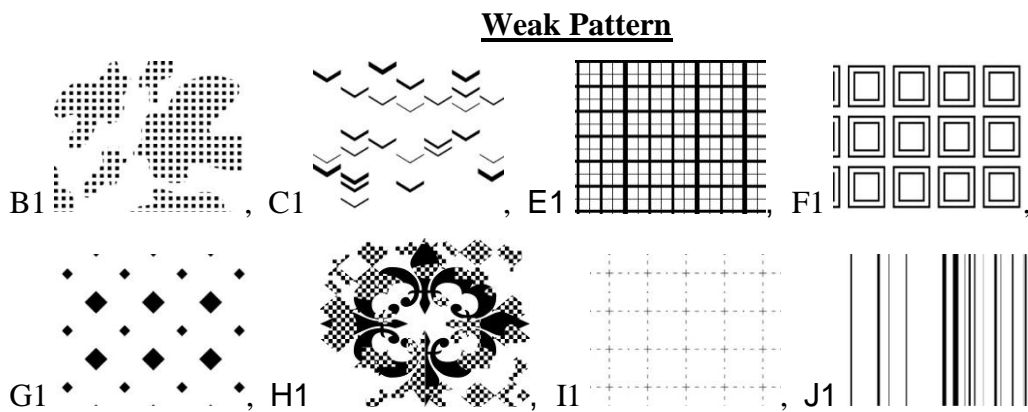 Weak Pattern
B1 , C1 , E1 , F1 ,
G1 , H1 , I1 , J1